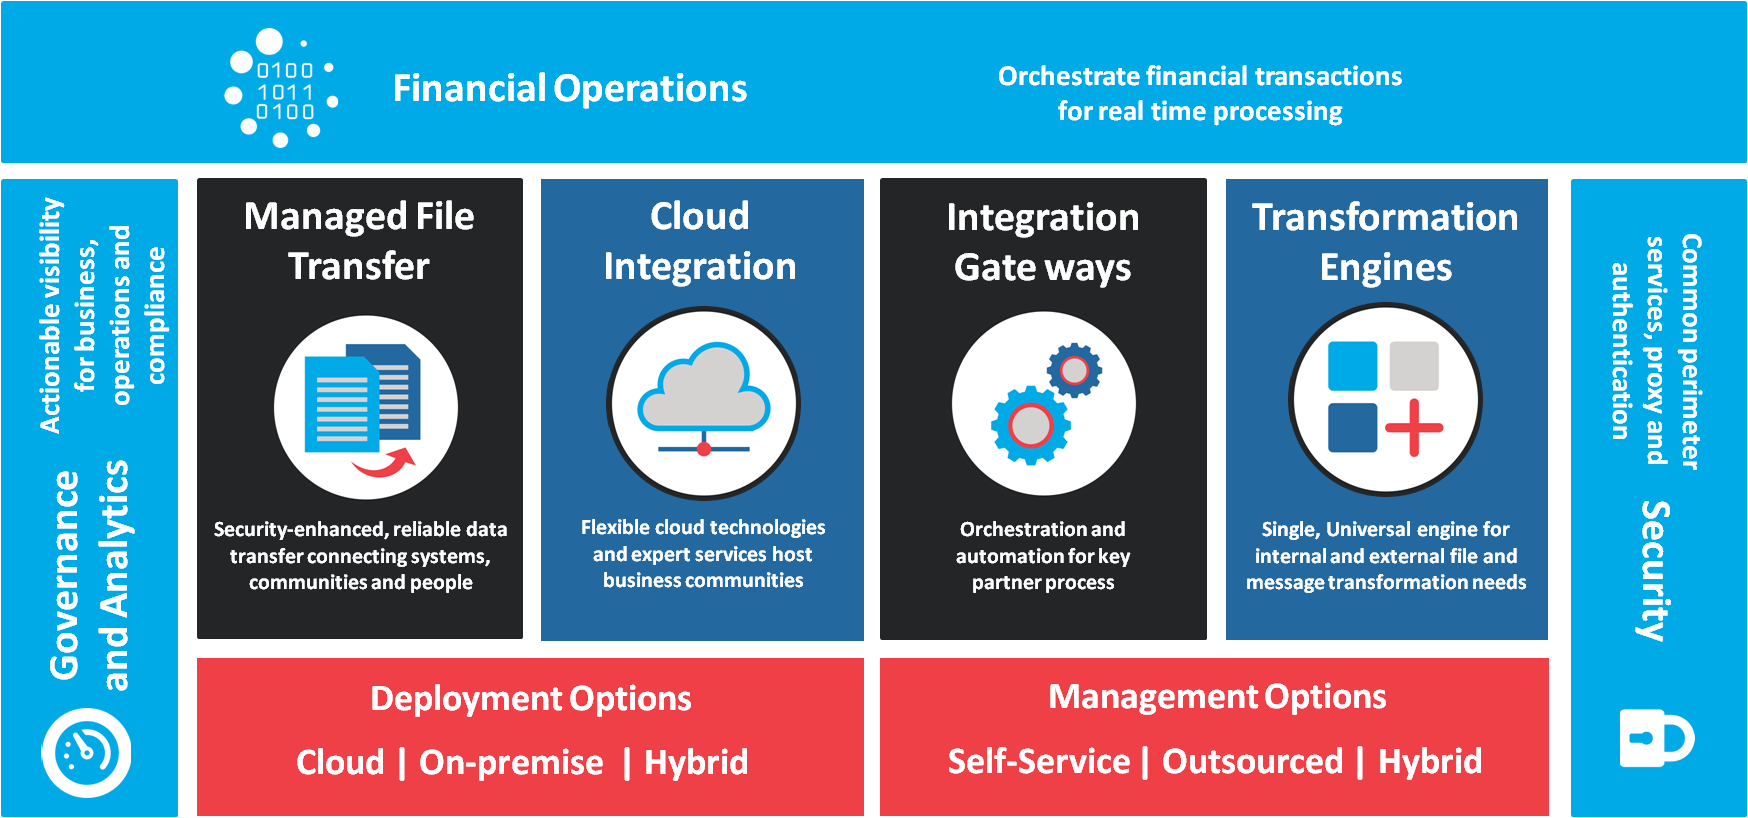 0100
1011
0100
Financial Operations
Orchestrate financial transactions
for real time processing
Actionable visibility
for business,
operations and
compliance
Governance
and Analytics
Managed File
Transfer
Security-enhanced, reliable data
transfer connecting systems,
communities and people
Cloud
Integration
Flexible cloud technologies
and expert services host
business communities
Integration
Gate ways
Orchestration and
automation for key
partner process
Transformation
Engines
Single, Universal engine for
internal and external file and
message transformation needs
Common perimeter
services, proxy and
authentication
Security
Deployment Options
Cloud | On-premise | Hybrid
Management Options
Self-Service | Outsourced | Hybrid